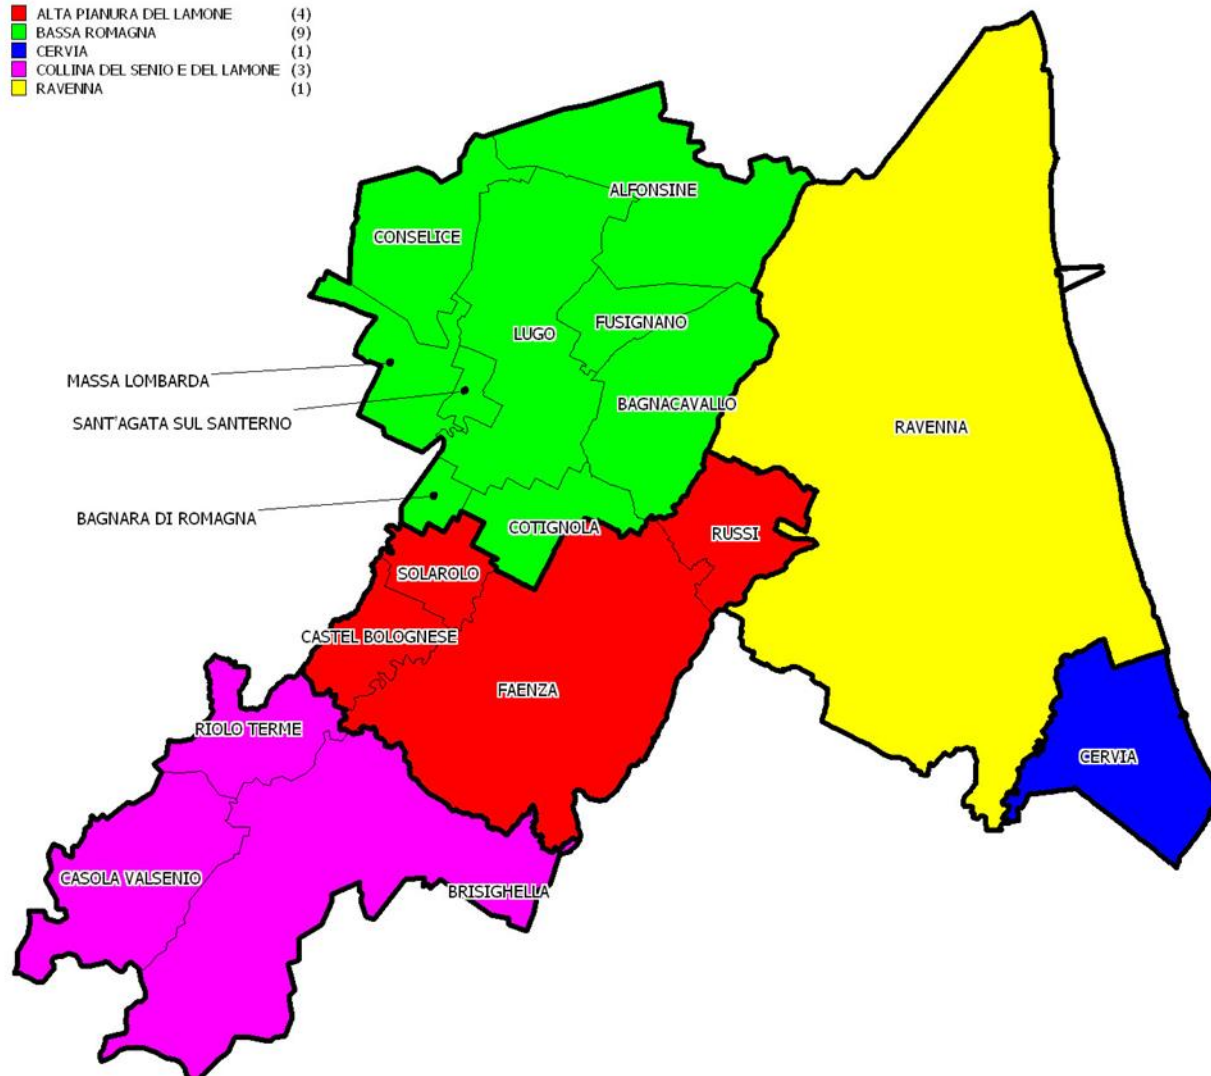 ALTA PIANURA DEL LAMONE (4)
BASSA ROMAGNA (9)
CERVIA (1)
COLLINA DEL SENIO E DEL LAMONE (3)
RAVENNA (1)
ALFONSINE
CONSELICE
FUSIGNANO
LUGO
MASSA LOMBARDA
BAGNACAVALLO
SANT'AGATA SUL SANTERNO
RAVENNA
BAGNARA DI ROMAGNA
COTIGNOLA
RUSSI
SOLAROLO
CASTEL BOLOGNESE
FAENZA
RIOLO TERME
CERVIA
CASOLA VALSENIO
BRISIGHELLA